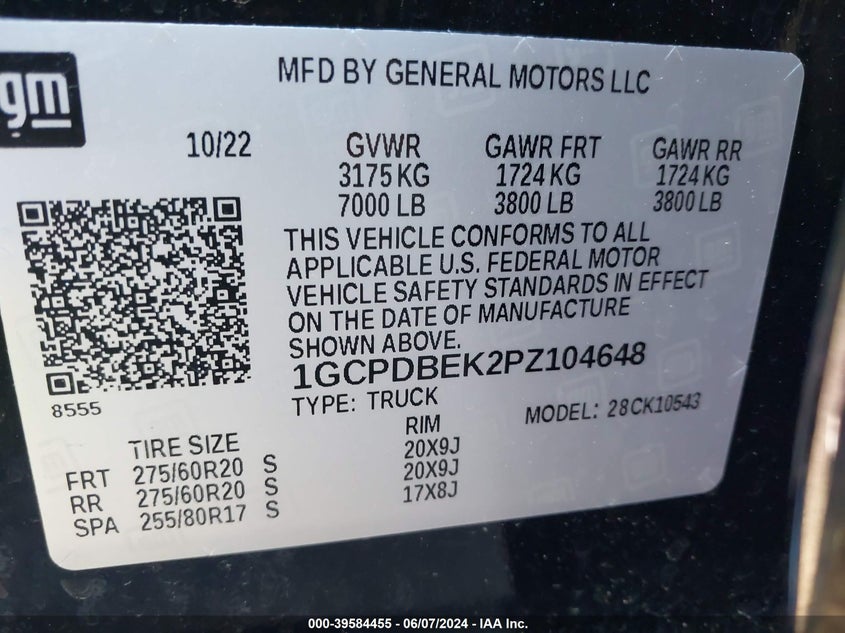 gm
MFD BY GENERAL MOTORS LLC
10/22 GVWR GAWR FRT GAWR RR
3175 KG 1724 KG 1724 KG
7000 LB 3800 LB 3800 LB
THIS VEHICLE CONFORMS TO ALL
APPLICABLE U.S. FEDERAL MOTOR
VEHICLE SAFETY STANDARDS IN EFFECT
ON THE DATE OF MANUFACTURE
SHOWN ABOVE.
1GCPDBEK2PZ104648
8555 TYPE: TRUCK MODEL: 28CK10543
TIRE SIZE RIM
FRT 275/60R20 S 20X9J
RR 275/60R20 S 20X9J
SPA 255/80R17 S 17X8J
000-39584455 - 06/07/2024 - IAA Inc.